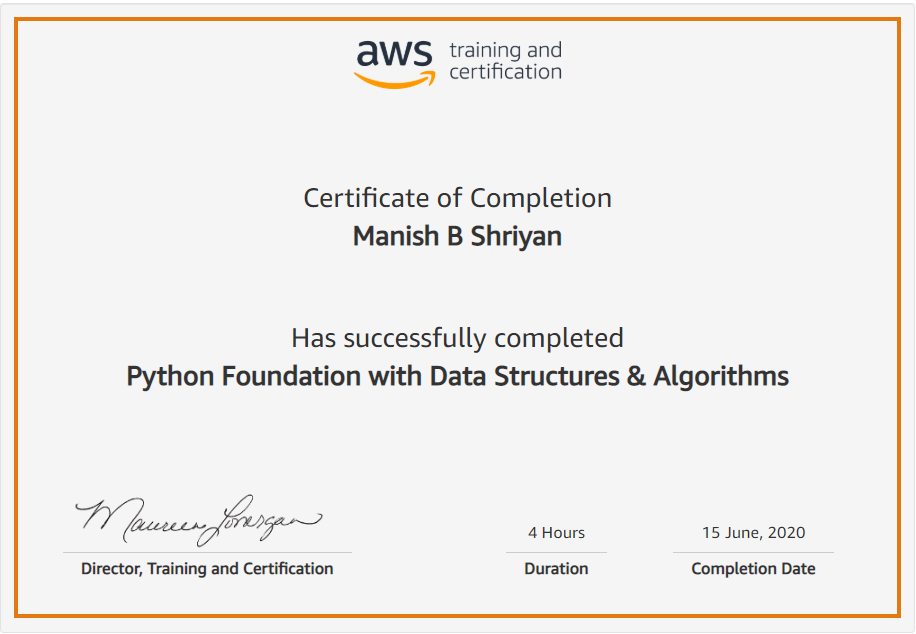 aws training and
certification
Certificate of Completion
Manish B Shriyan
Has successfully completed
Python Foundation with Data Structures & Algorithms
Maureen Lonergan
4 Hours
15 June, 2020
Director, Training and Certification
Duration
Completion Date